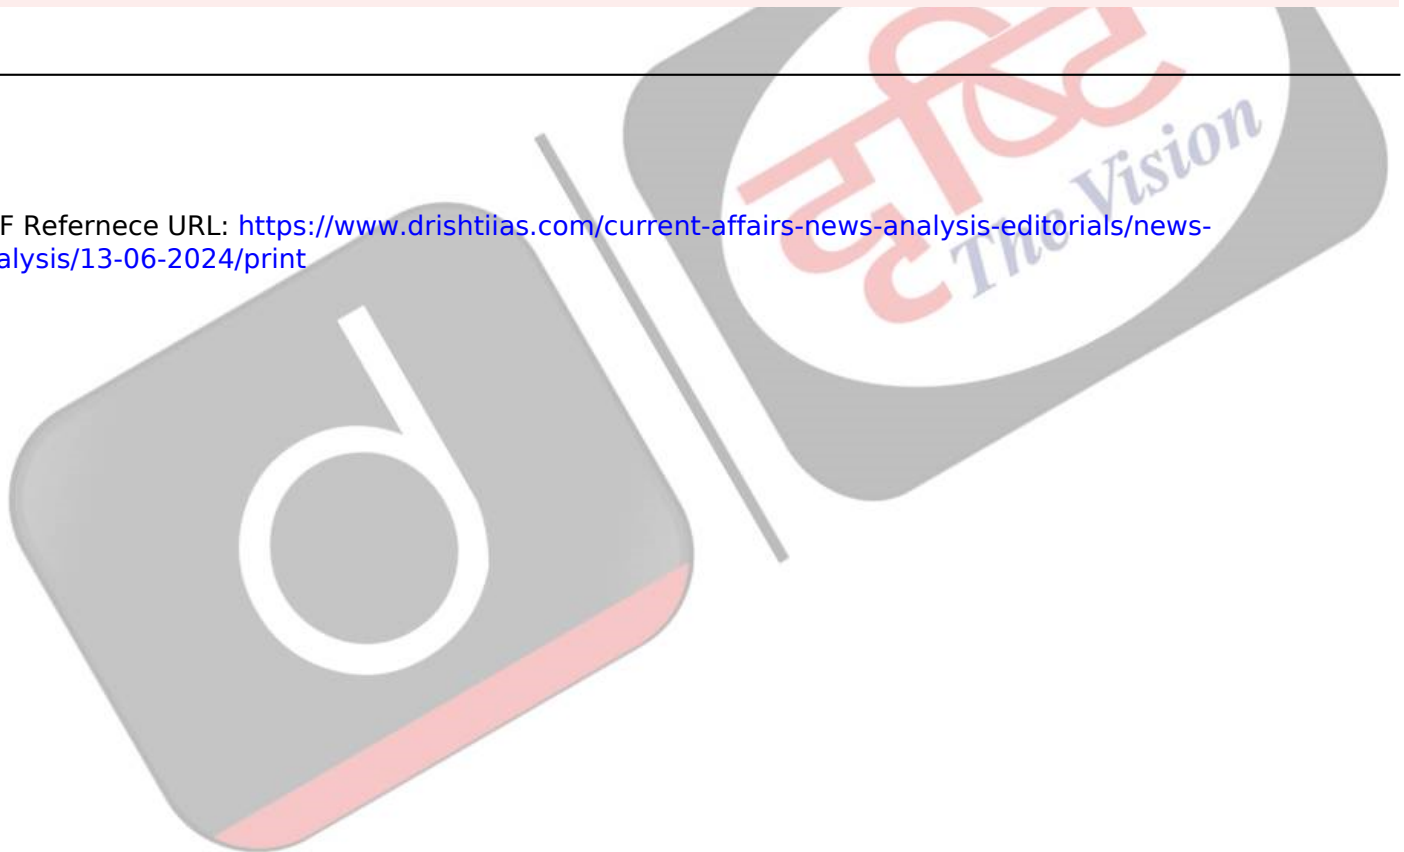 दृष्टि
The Vision
F Refernece URL: https://www.drishtiias.com/current-affairs-news-analysis-editorials/news-
alysis/13-06-2024/print
d